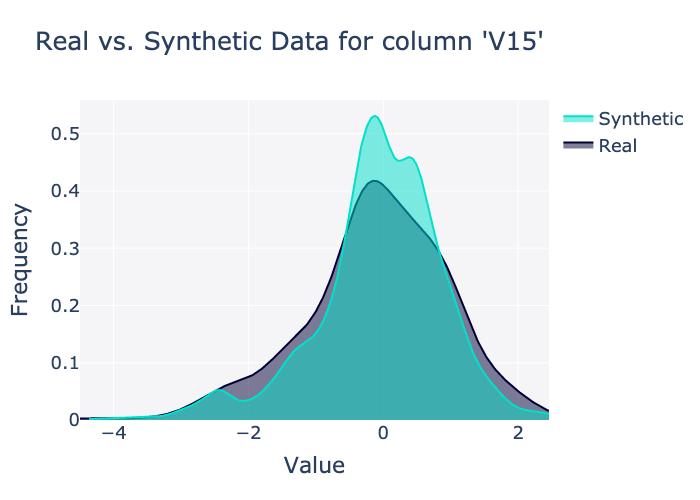 Real vs. Synthetic Data for column 'V15'
Synthetic
Real
Frequency
0.5
0.4
0.3
0.2
0.1
0
−4
−2
0
2
Value